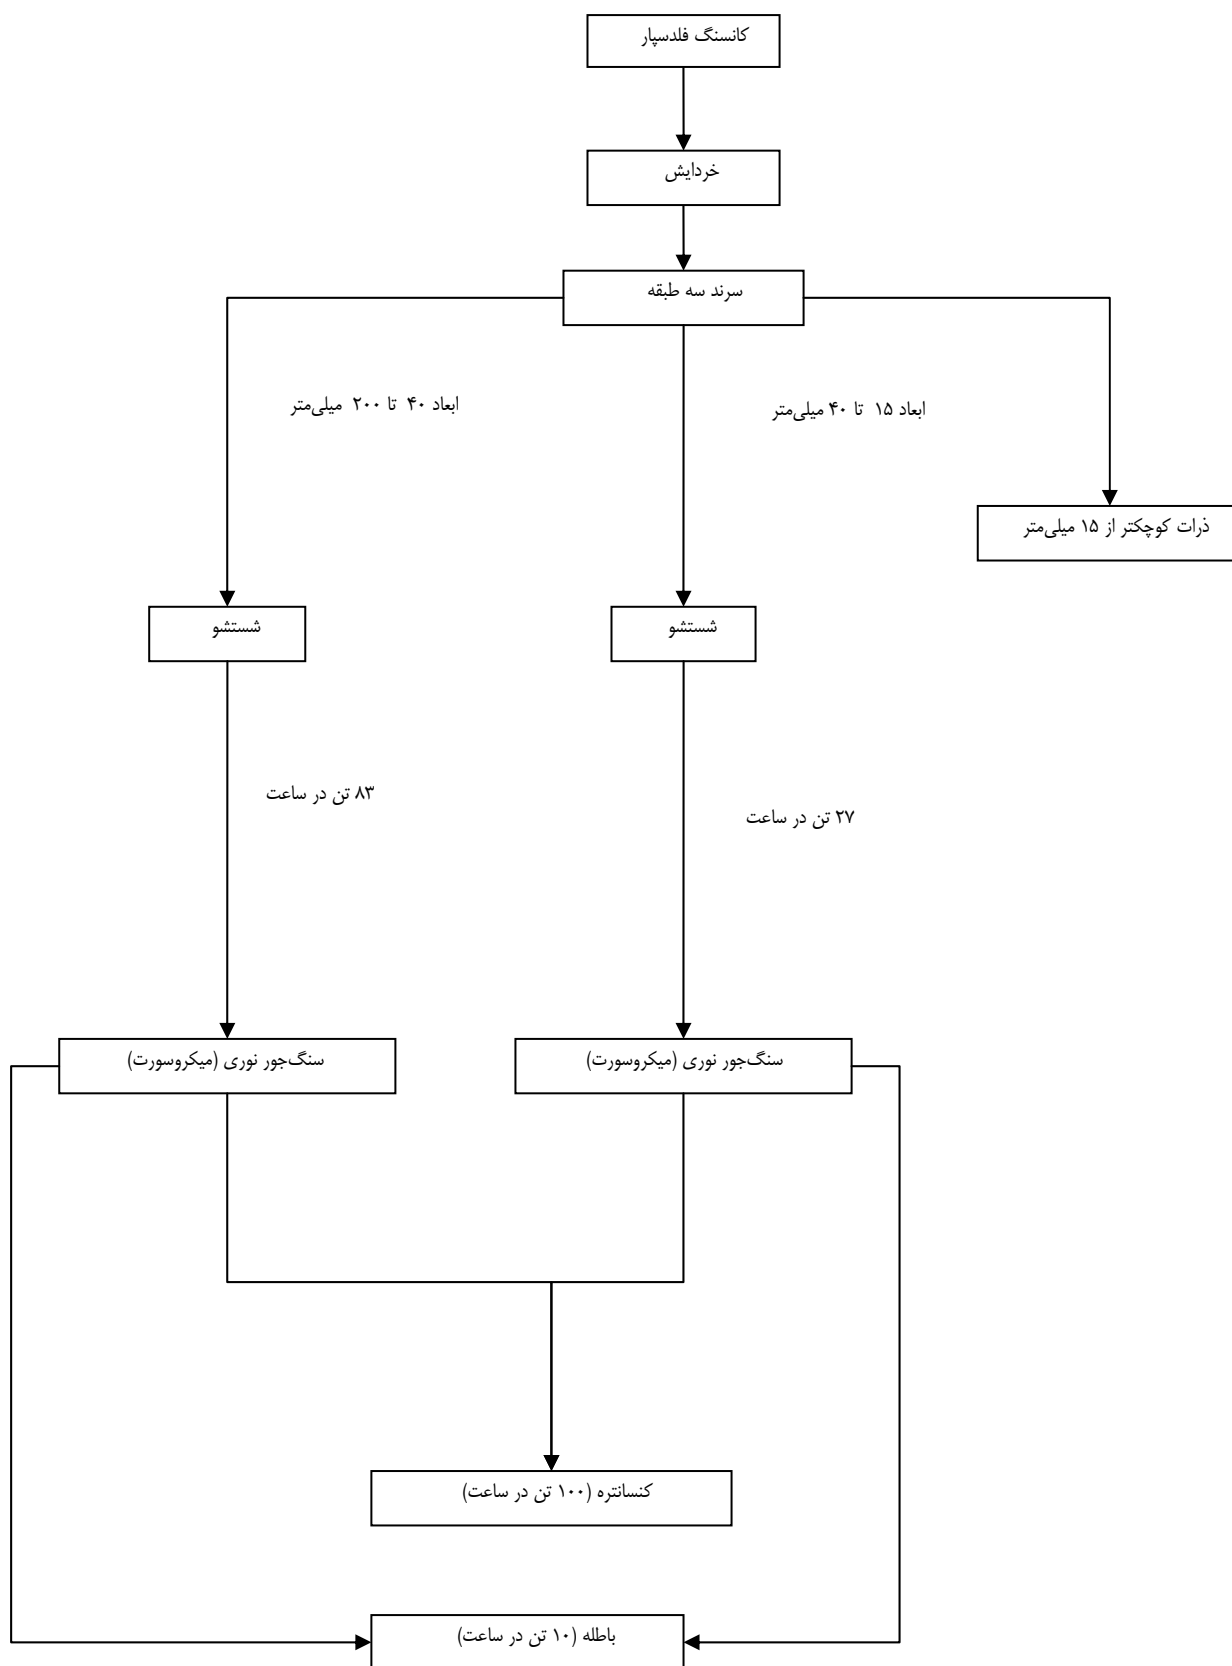 کانسنگ فلدسپار
خردایش
سرند سه طبقه
ابعاد ۱۵ تا ۴۰ میلی‌متر
ابعاد ۴۰ تا ۲۰۰ میلی‌متر
ذرات کوچکتر از ۱۵ میلی‌متر
شستشو
شستشو
۲۷ تن در ساعت
۸۳ تن در ساعت
سنگ‌جور نوری (میکروسورت)
سنگ‌جور نوری (میکروسورت)
کنسانتره (۱۰۰ تن در ساعت)
باطله (۱۰ تن در ساعت)